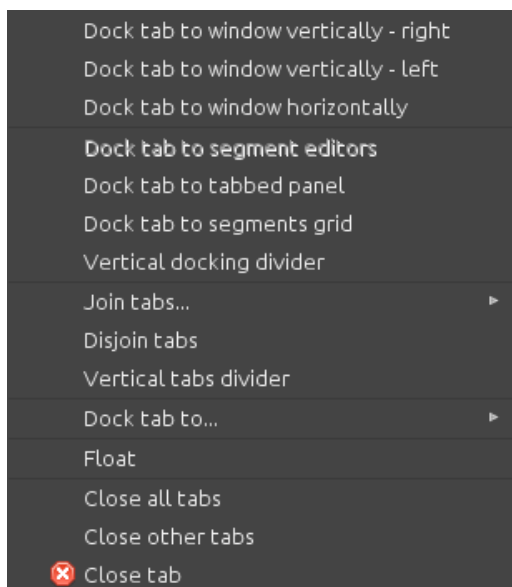 Dock tab to window vertically - right
Dock tab to window vertically - left
Dock tab to window horizontally
Dock tab to segment editors
Dock tab to tabbed panel
Dock tab to segments grid
Vertical docking divider
Join tabs...
Disjoin tabs
Vertical tabs divider
Dock tab to...
Float
Close all tabs
Close other tabs
Close tab